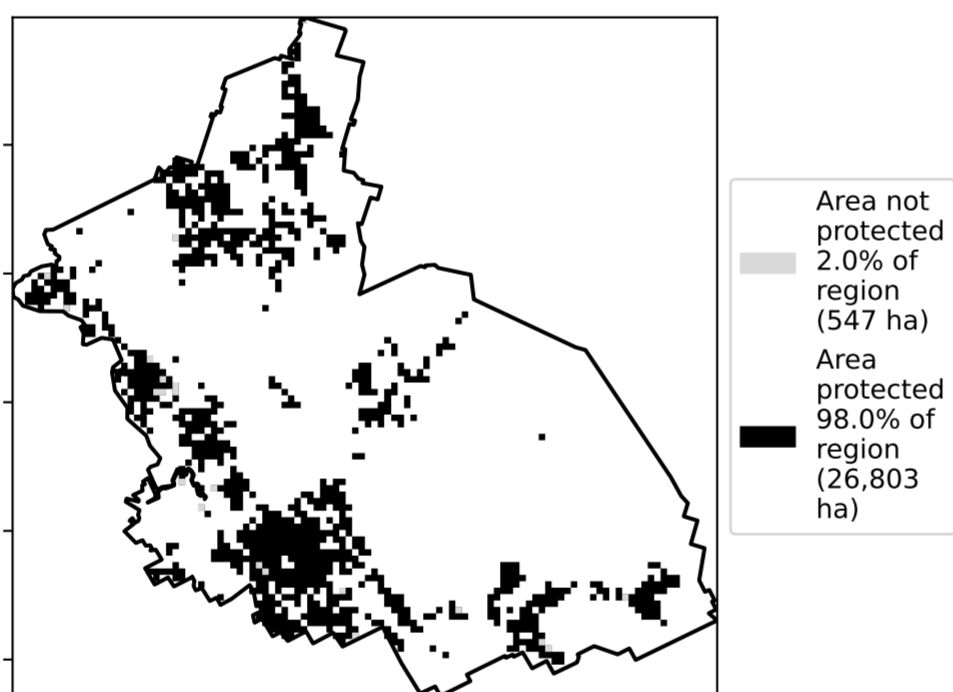 Area not
protected
2.0% of
region
(547 ha)
Area
protected
98.0% of
region
(26,803
ha)